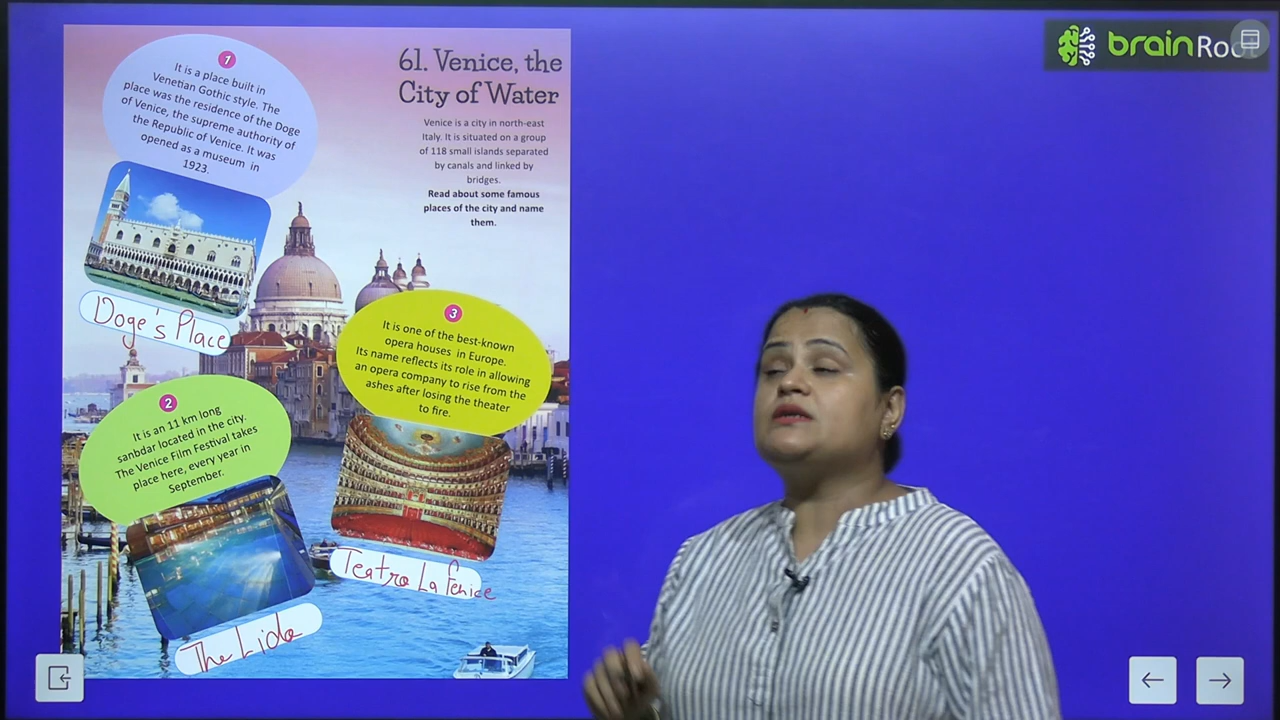 brainRoot
61. Venice, the
City of Water
Venice is a city in north-east
Italy. It is situated on a group
of 118 small islands separated
by canals and linked by
bridges.
Read about some famous
places of the city and name
them.
1
It is a place built in
Venetian Gothic style. The
place was the residence of the Doge
of Venice, the supreme authority of
the Republic of Venice. It was
opened as a museum in
1923.
Doge's Place
2
It is an 11 km long
sanbdar located in the city.
The Venice Film Festival takes
place here, every year in
September.
The Lido
3
It is one of the best-known
opera houses in Europe.
Its name reflects its role in allowing
an opera company to rise from the
ashes after losing the theater
to fire.
Teatro La Fenice